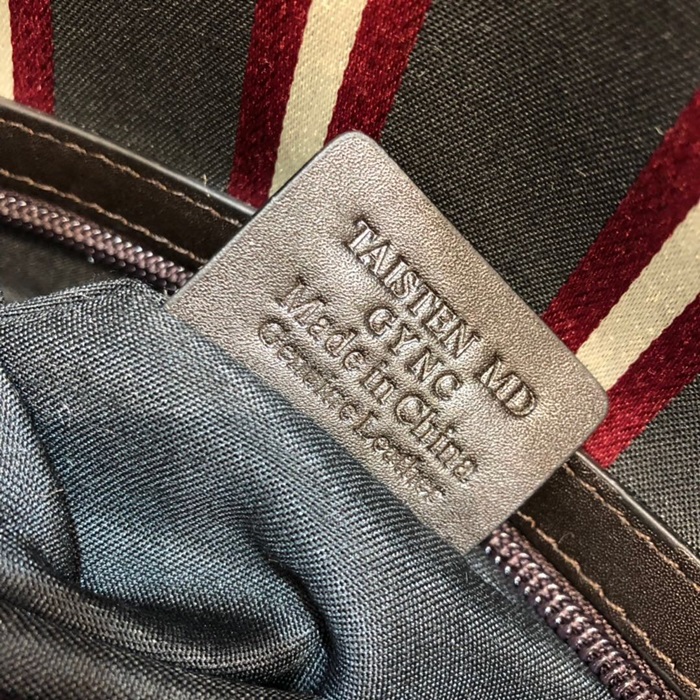 TAISTEN MD
GYNC
Made in China
Genuine Leather